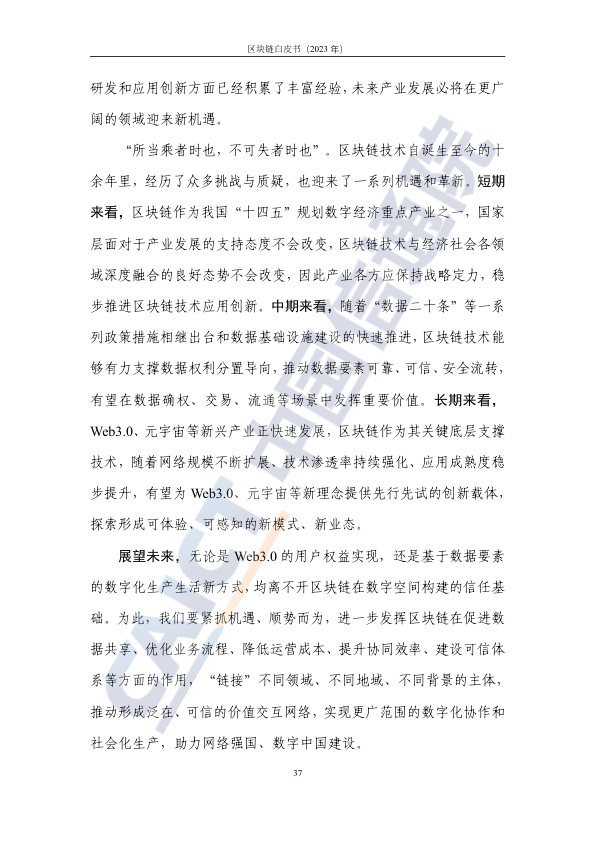 区块链白皮书（2023 年）
研发和应用创新方面已经积累了丰富经验，未来产业发展必将在更广
阔的领域迎来新机遇。
“所当乘者时也，不可失者时也”。区块链技术自诞生至今的十
余年里，经历了众多挑战与质疑，也迎来了一系列机遇和革新。短期
来看，区块链作为我国“十四五”规划数字经济重点产业之一，国家
层面对于产业发展的支持态度不会改变，区块链技术与经济社会各领
域深度融合的良好态势不会改变，因此产业各方应保持战略定力，稳
步推进区块链技术应用创新。中期来看，随着“数据二十条”等一系
列政策措施相继出台和数据基础设施建设的快速推进，区块链技术能
够有力支撑数据权利分置导向，推动数据要素可靠、可信、安全流转，
有望在数据确权、交易、流通等场景中发挥重要价值。长期来看，
Web3.0、元宇宙等新兴产业正快速发展，区块链作为其关键底层支撑
技术，随着网络规模不断扩展、技术渗透率持续强化、应用成熟度稳
步提升，有望为 Web3.0、元宇宙等新理念提供先行先试的创新载体，
探索形成可体验、可感知的新模式、新业态。
展望未来，无论是 Web3.0 的用户权益实现，还是基于数据要素
的数字化生产生活新方式，均离不开区块链在数字空间构建的信任基
础。为此，我们要紧抓机遇、顺势而为，进一步发挥区块链在促进数
据共享、优化业务流程、降低运营成本、提升协同效率、建设可信体
系等方面的作用，“链接”不同领域、不同地域、不同背景的主体，
推动形成泛在、可信的价值交互网络，实现更广范围的数字化协作和
社会化生产，助力网络强国、数字中国建设。
37
CAICT 中国信通院